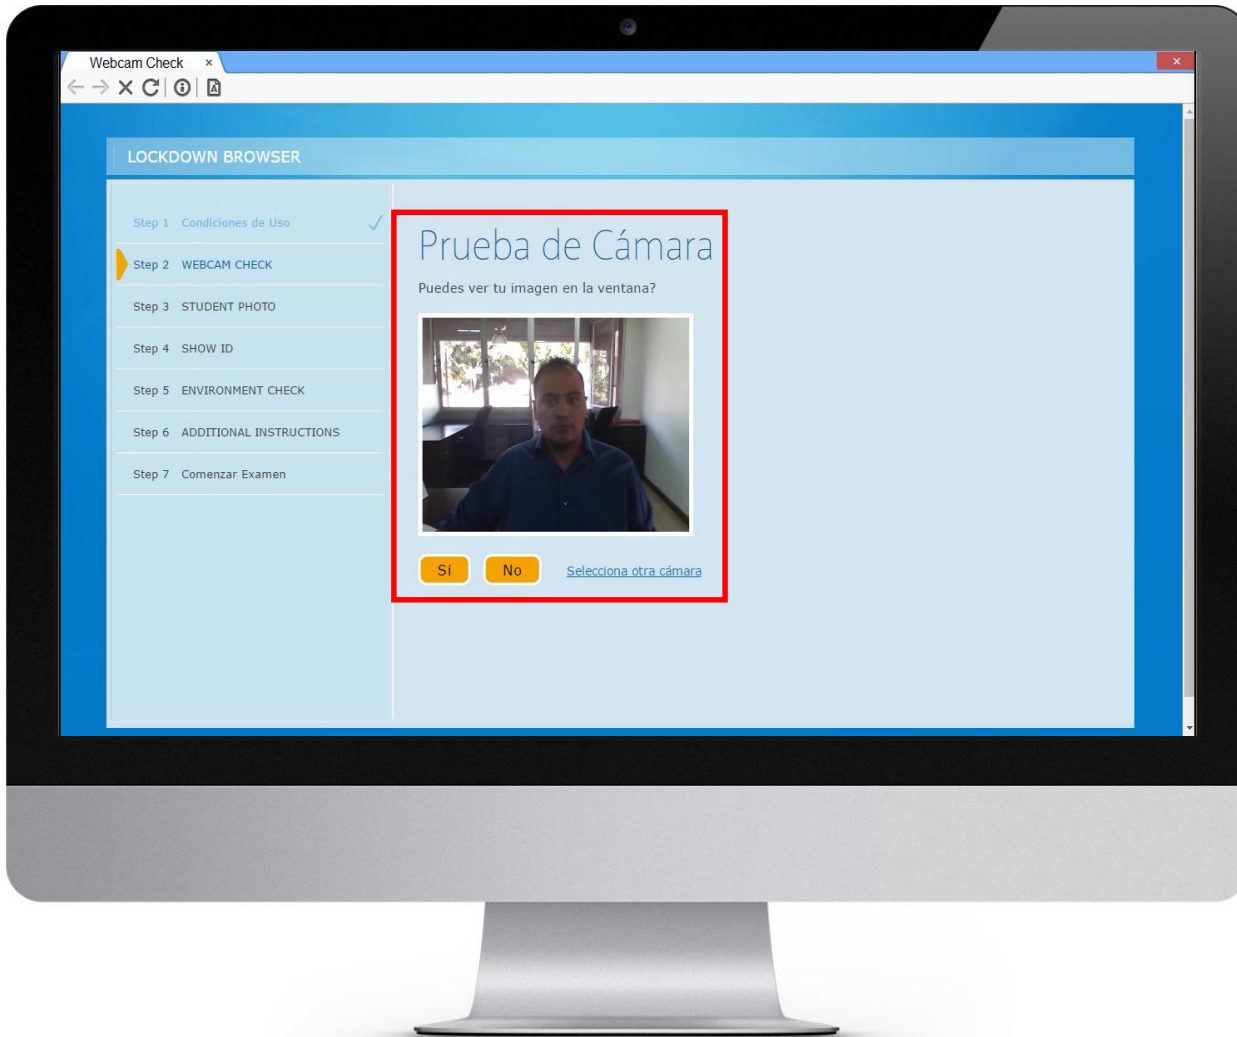 Webcam Check
LOCKDOWN BROWSER
Step 1 Condiciones de Uso
Step 2 WEBCAM CHECK
Step 3 STUDENT PHOTO
Step 4 SHOW ID
Step 5 ENVIRONMENT CHECK
Step 6 ADDITIONAL INSTRUCTIONS
Step 7 Comenzar Examen
Prueba de Cámara
Puedes ver tu imagen en la ventana?
Sí No Selecciona otra cámara